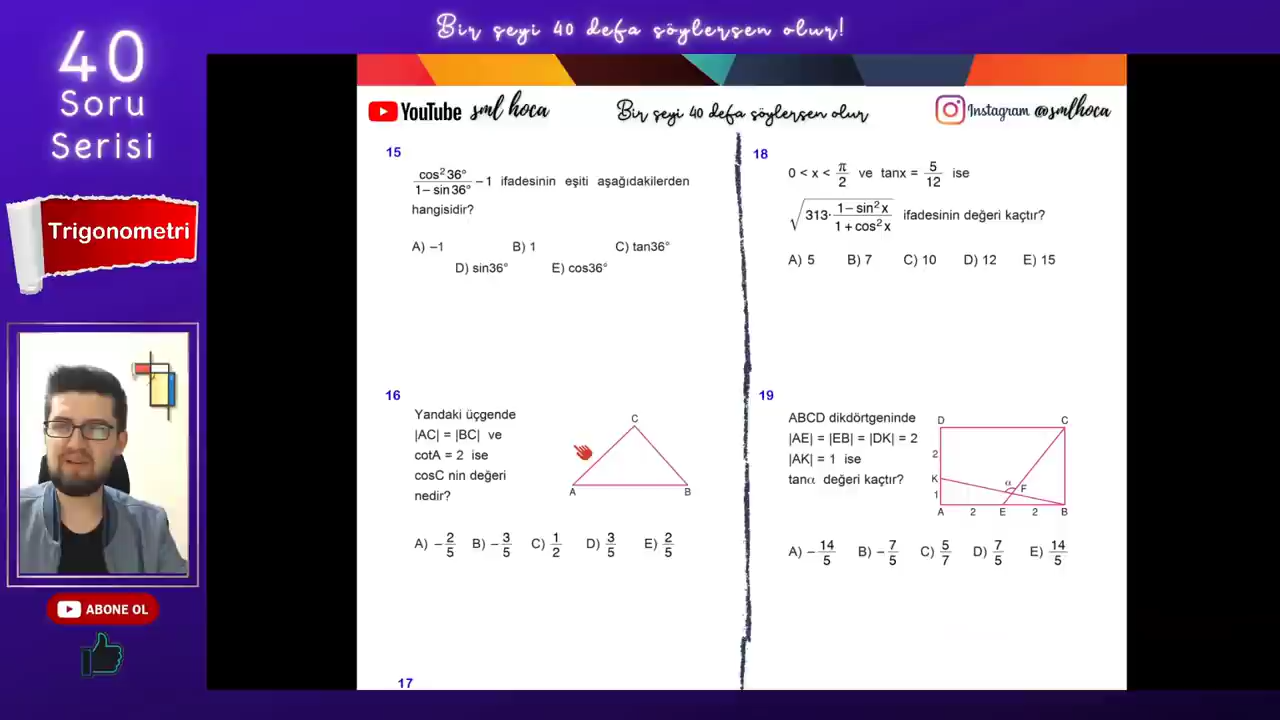 Bir şeyi 40 defa söylersen olur!
40
Soru
Serisi
Trigonometri
ABONE OL
YouTube sml hoca
Bir şeyi 40 defa söylersen olur
Instagram @smlhoca
15
cos²36° / 1 − sin36° − 1 ifadesinin eşiti aşağıdakilerden
hangisidir?
A) −1 B) 1 C) tan36°
D) sin36° E) cos36°
16
Yandaki üçgende
|AC| = |BC| ve
cotA = 2 ise
cosC nin değeri
nedir?
C
A B
A) −2/5 B) −3/5 C) 1/2 D) 3/5 E) 2/5
17
18
0 < x < π/2 ve tanx = 5/12 ise
√(313·(1 − sin²x)/(1 + cos²x)) ifadesinin değeri kaçtır?
A) 5 B) 7 C) 10 D) 12 E) 15
19
ABCD dikdörtgeninde
|AE| = |EB| = |DK| = 2
|AK| = 1 ise
tanα değeri kaçtır?
D C
2
K α F
1
A 2 E 2 B
A) −14/5 B) −7/5 C) 5/7 D) 7/5 E) 14/5